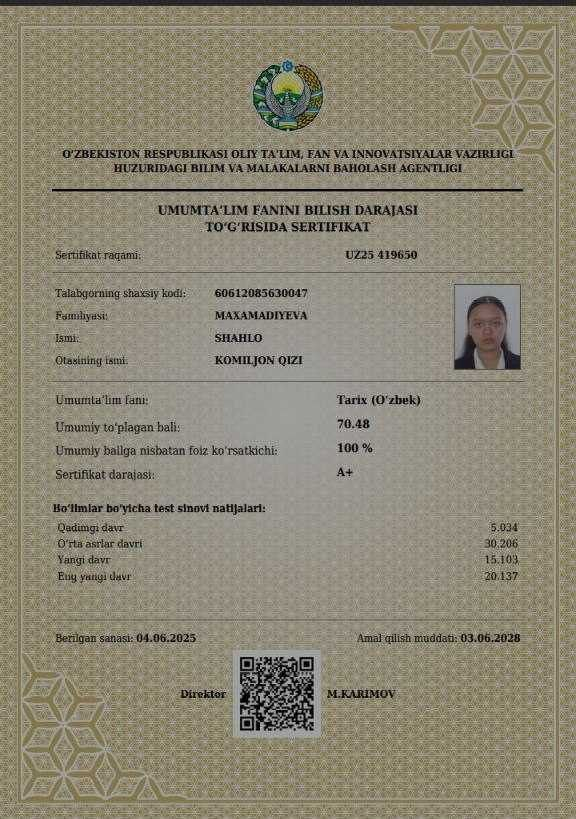 O'ZBEKISTON RESPUBLIKASI OLIY TA'LIM, FAN VA INNOVATSIYALAR VAZIRLIGI
HUZURIDAGI BILIM VA MALAKALARNI BAHOLASH AGENTLIGI
UMUMTA'LIM FANINI BILISH DARAJASI
TO'G'RISIDA SERTIFIKAT
Sertifikat raqami: UZ25 419650
Talabgorning shaxsiy kodi: 60612085630047
Familiyasi: MAXAMADIYEVA
Ismi: SHAHLO
Otasining ismi: KOMILJON QIZI
Umumta'lim fani: Tarix (O'zbek)
Umumiy to'plagan bali: 70.48
Umumiy ballga nisbatan foiz ko'rsatkichi: 100 %
Sertifikat darajasi: A+
Bo'limlar bo'yicha test sinovi natijalari:
Qadimgi davr 5.034
O'rta asrlar davri 30.206
Yangi davr 15.103
Eng yangi davr 20.137
Berilgan sanasi: 04.06.2025 Amal qilish muddati: 03.06.2028
Direktor M.KARIMOV